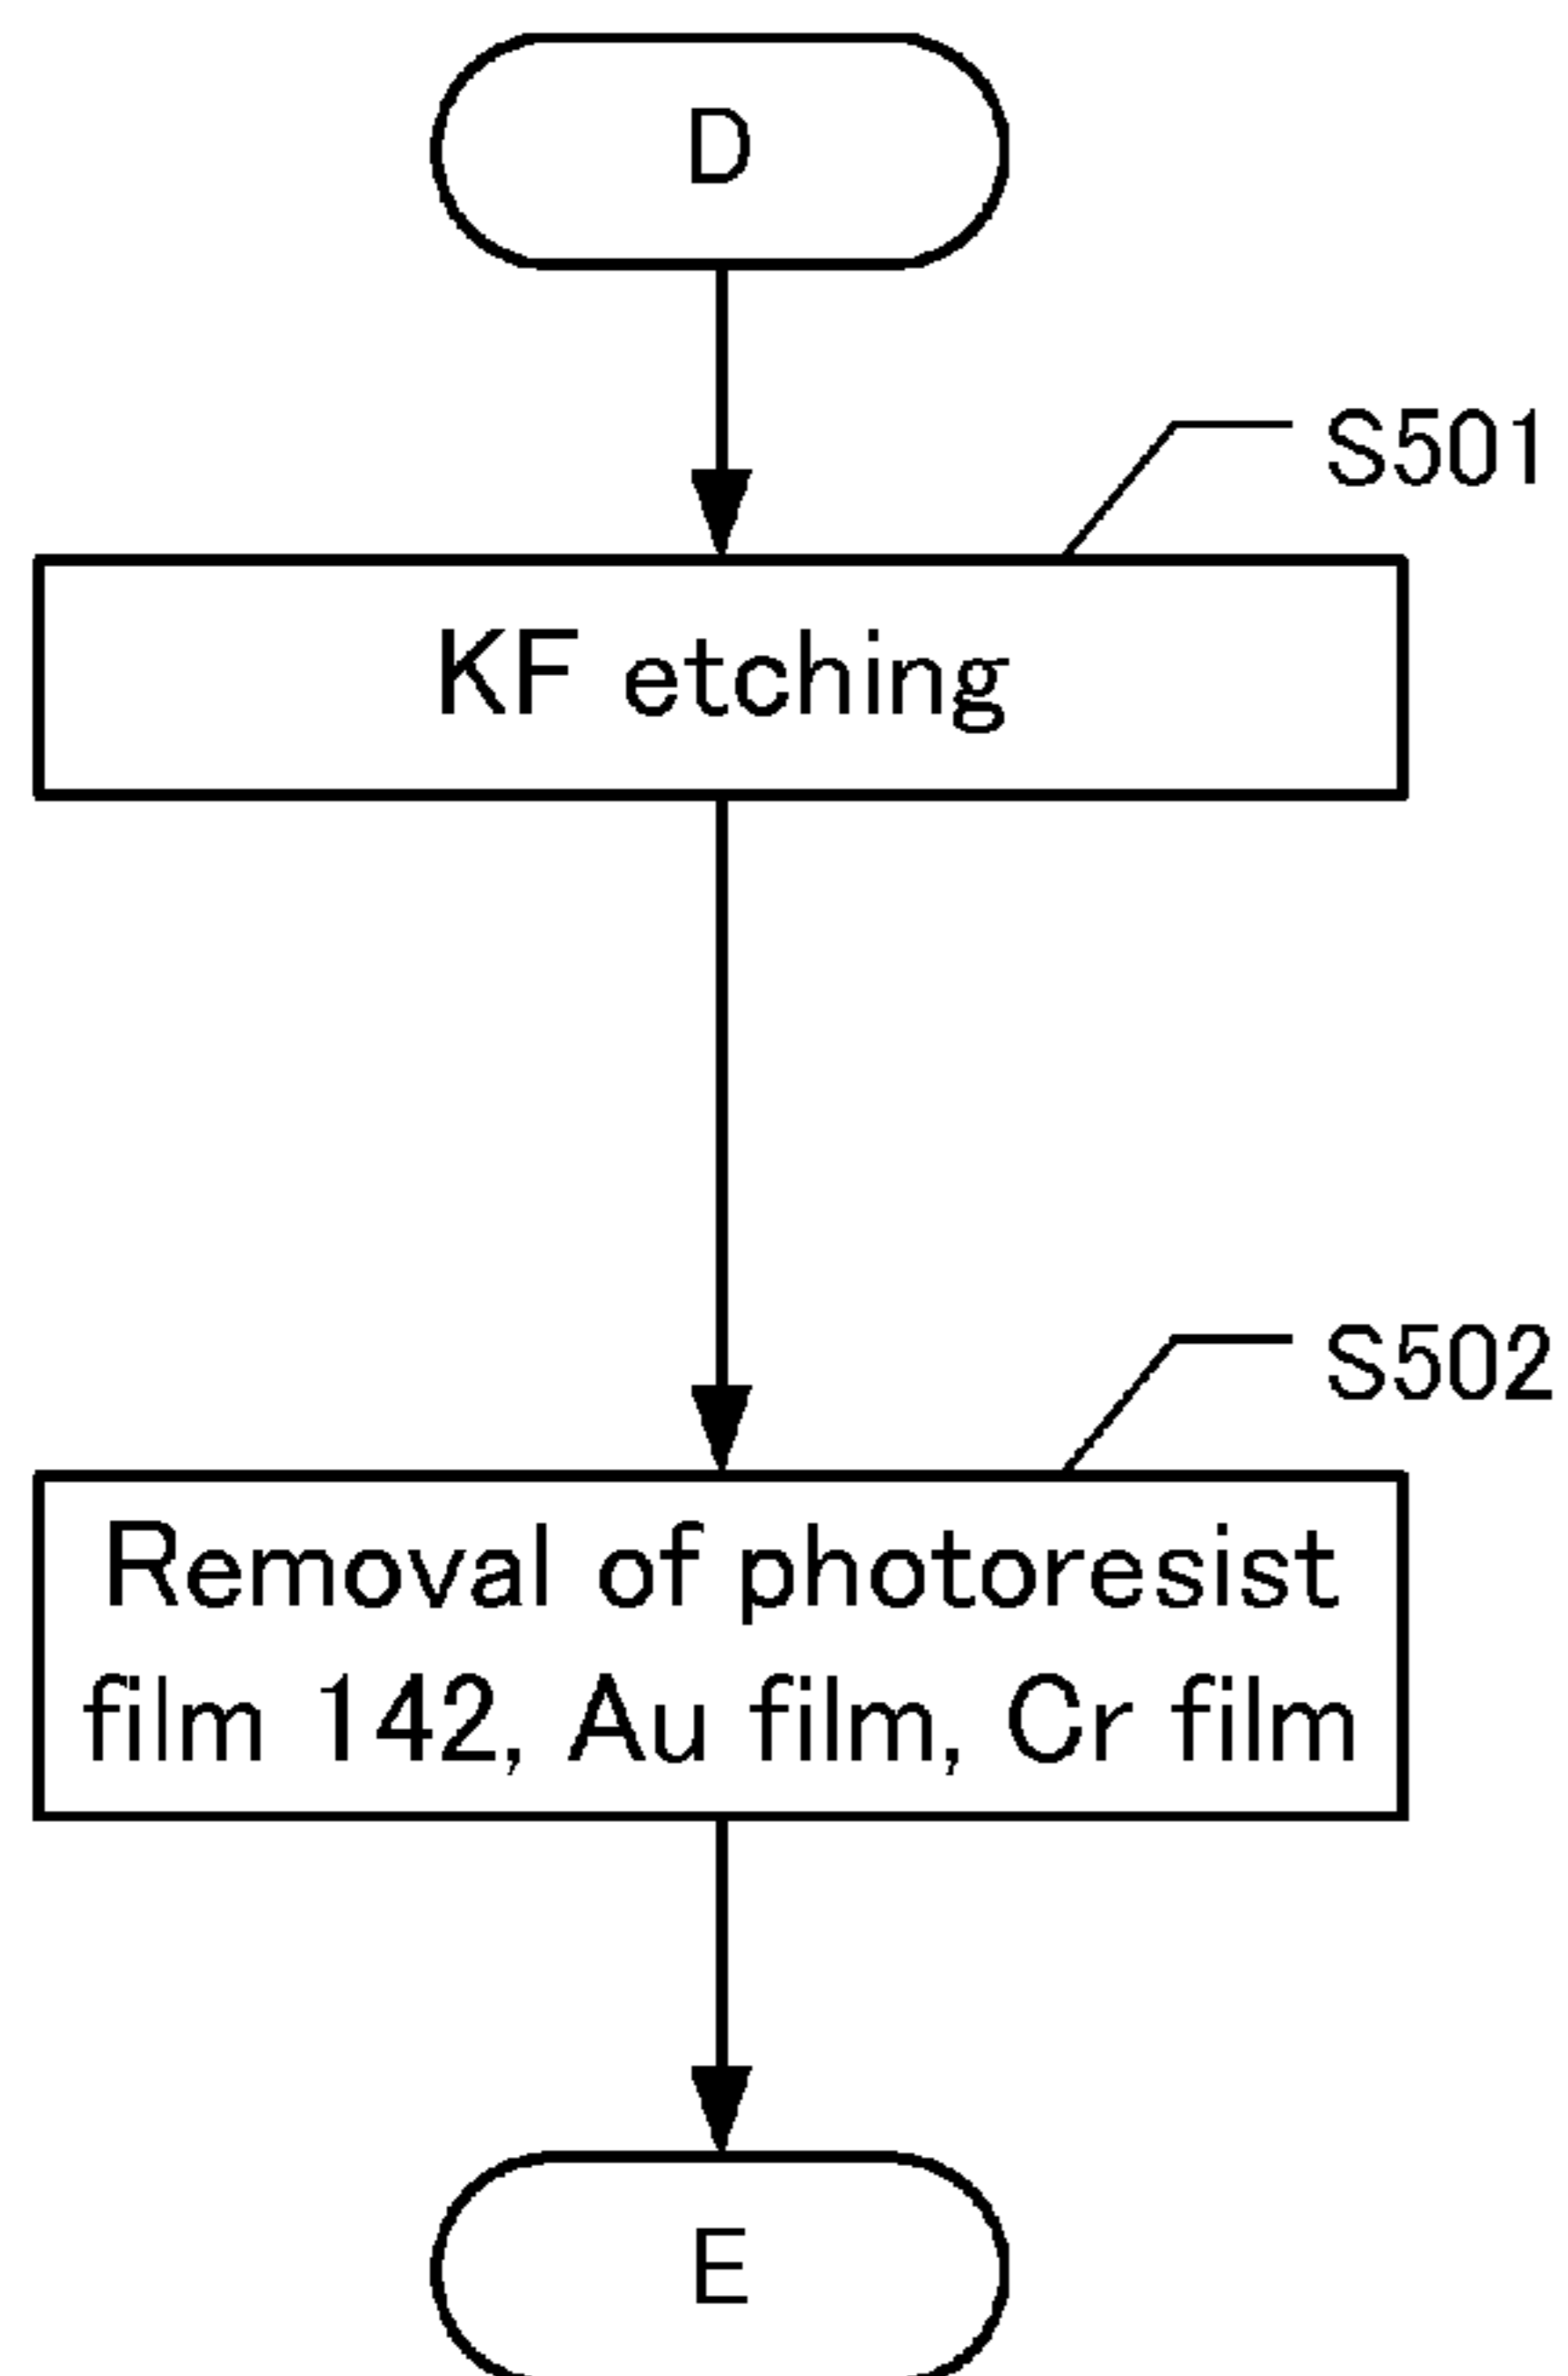 D
S501
KF etching
S502
Removal of photoresist
film 142, Au film, Cr film
E